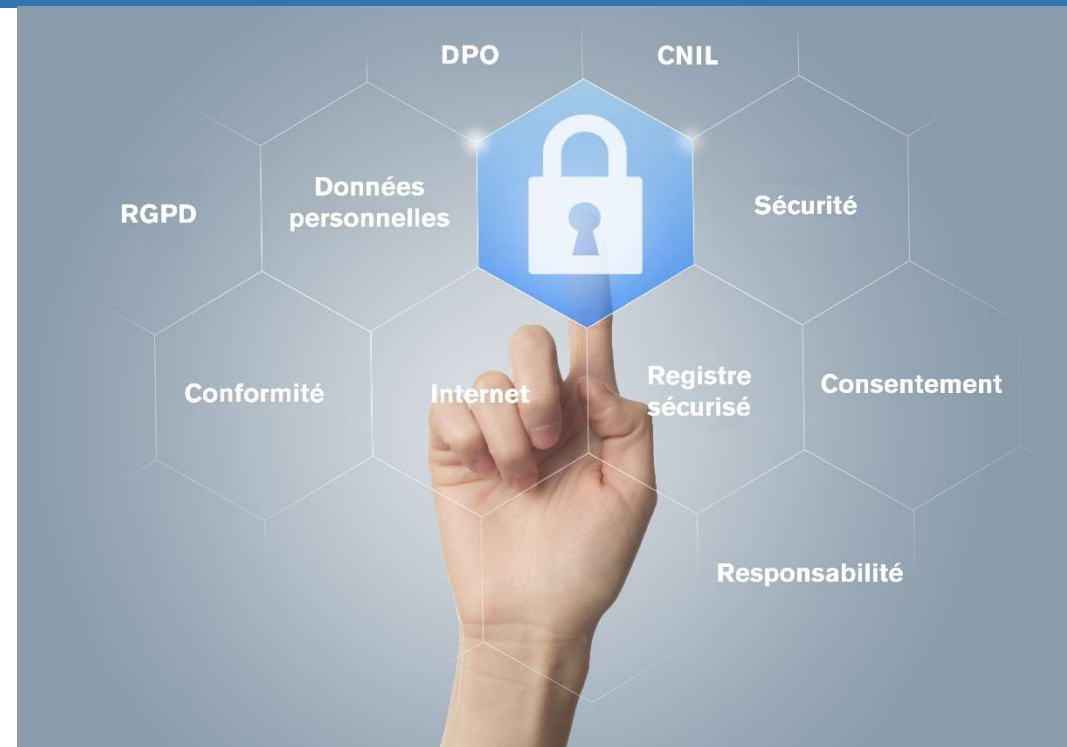 DPO
CNIL
Données
personnelles
Sécurité
RGPD
Conformité
Internet
Registre
sécurisé
Consentement
Responsabilité